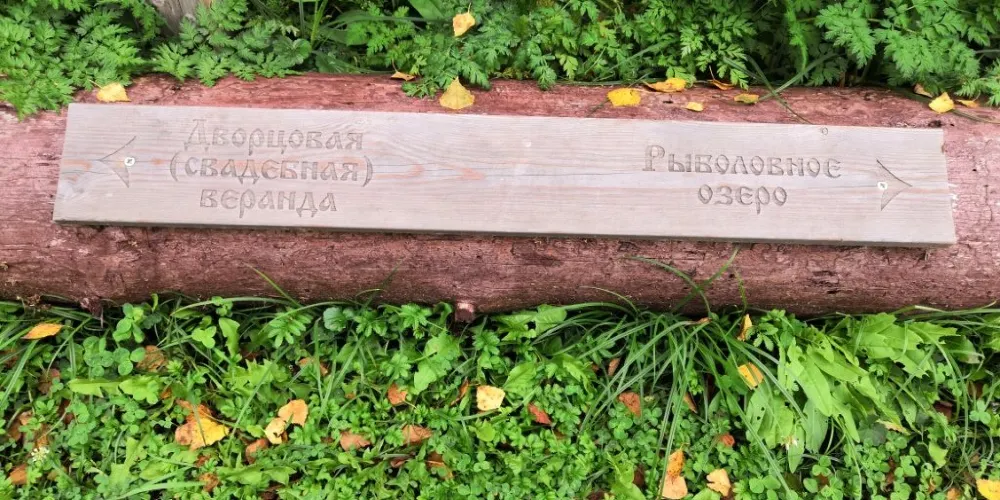 Дворцовая
(свадебная)
веранда
Рыболовное
озеро